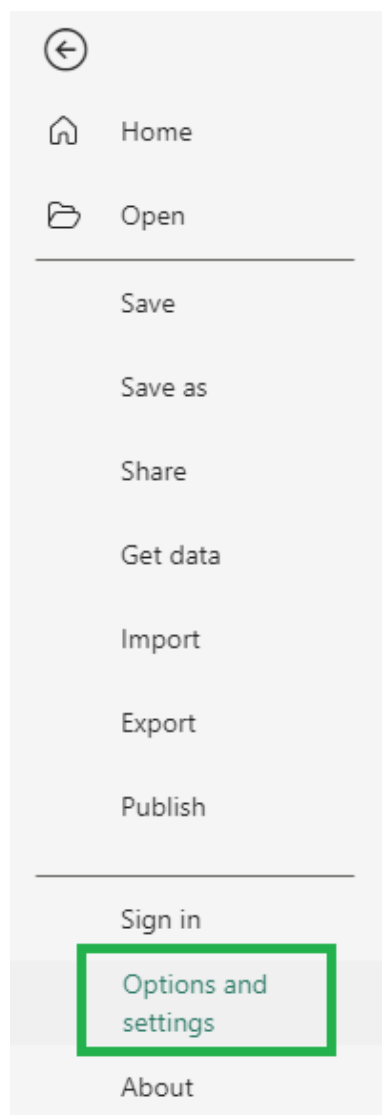 Home
Open
Save
Save as
Share
Get data
Import
Export
Publish
Sign in
Options and
settings
About